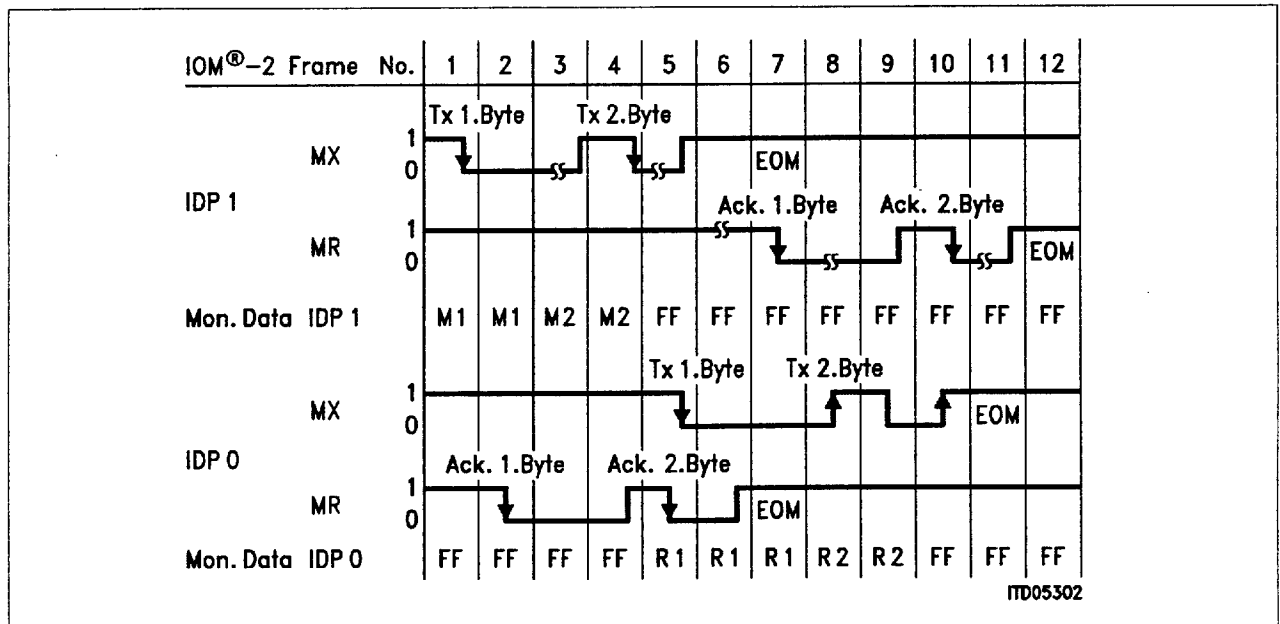 IOM®-2 Frame No. 1 2 3 4 5 6 7 8 9 10 11 12
Tx 1.Byte Tx 2.Byte
MX 1
0 EOM
IDP 1
Ack. 1.Byte Ack. 2.Byte
MR 1
0 EOM
Mon. Data IDP 1 M1 M1 M2 M2 FF FF FF FF FF FF FF FF
Tx 1.Byte Tx 2.Byte
MX 1
0 EOM
IDP 0
Ack. 1.Byte Ack. 2.Byte
MR 1
0 EOM
Mon. Data IDP 0 FF FF FF FF R1 R1 R1 R2 R2 FF FF FF
ITD05302